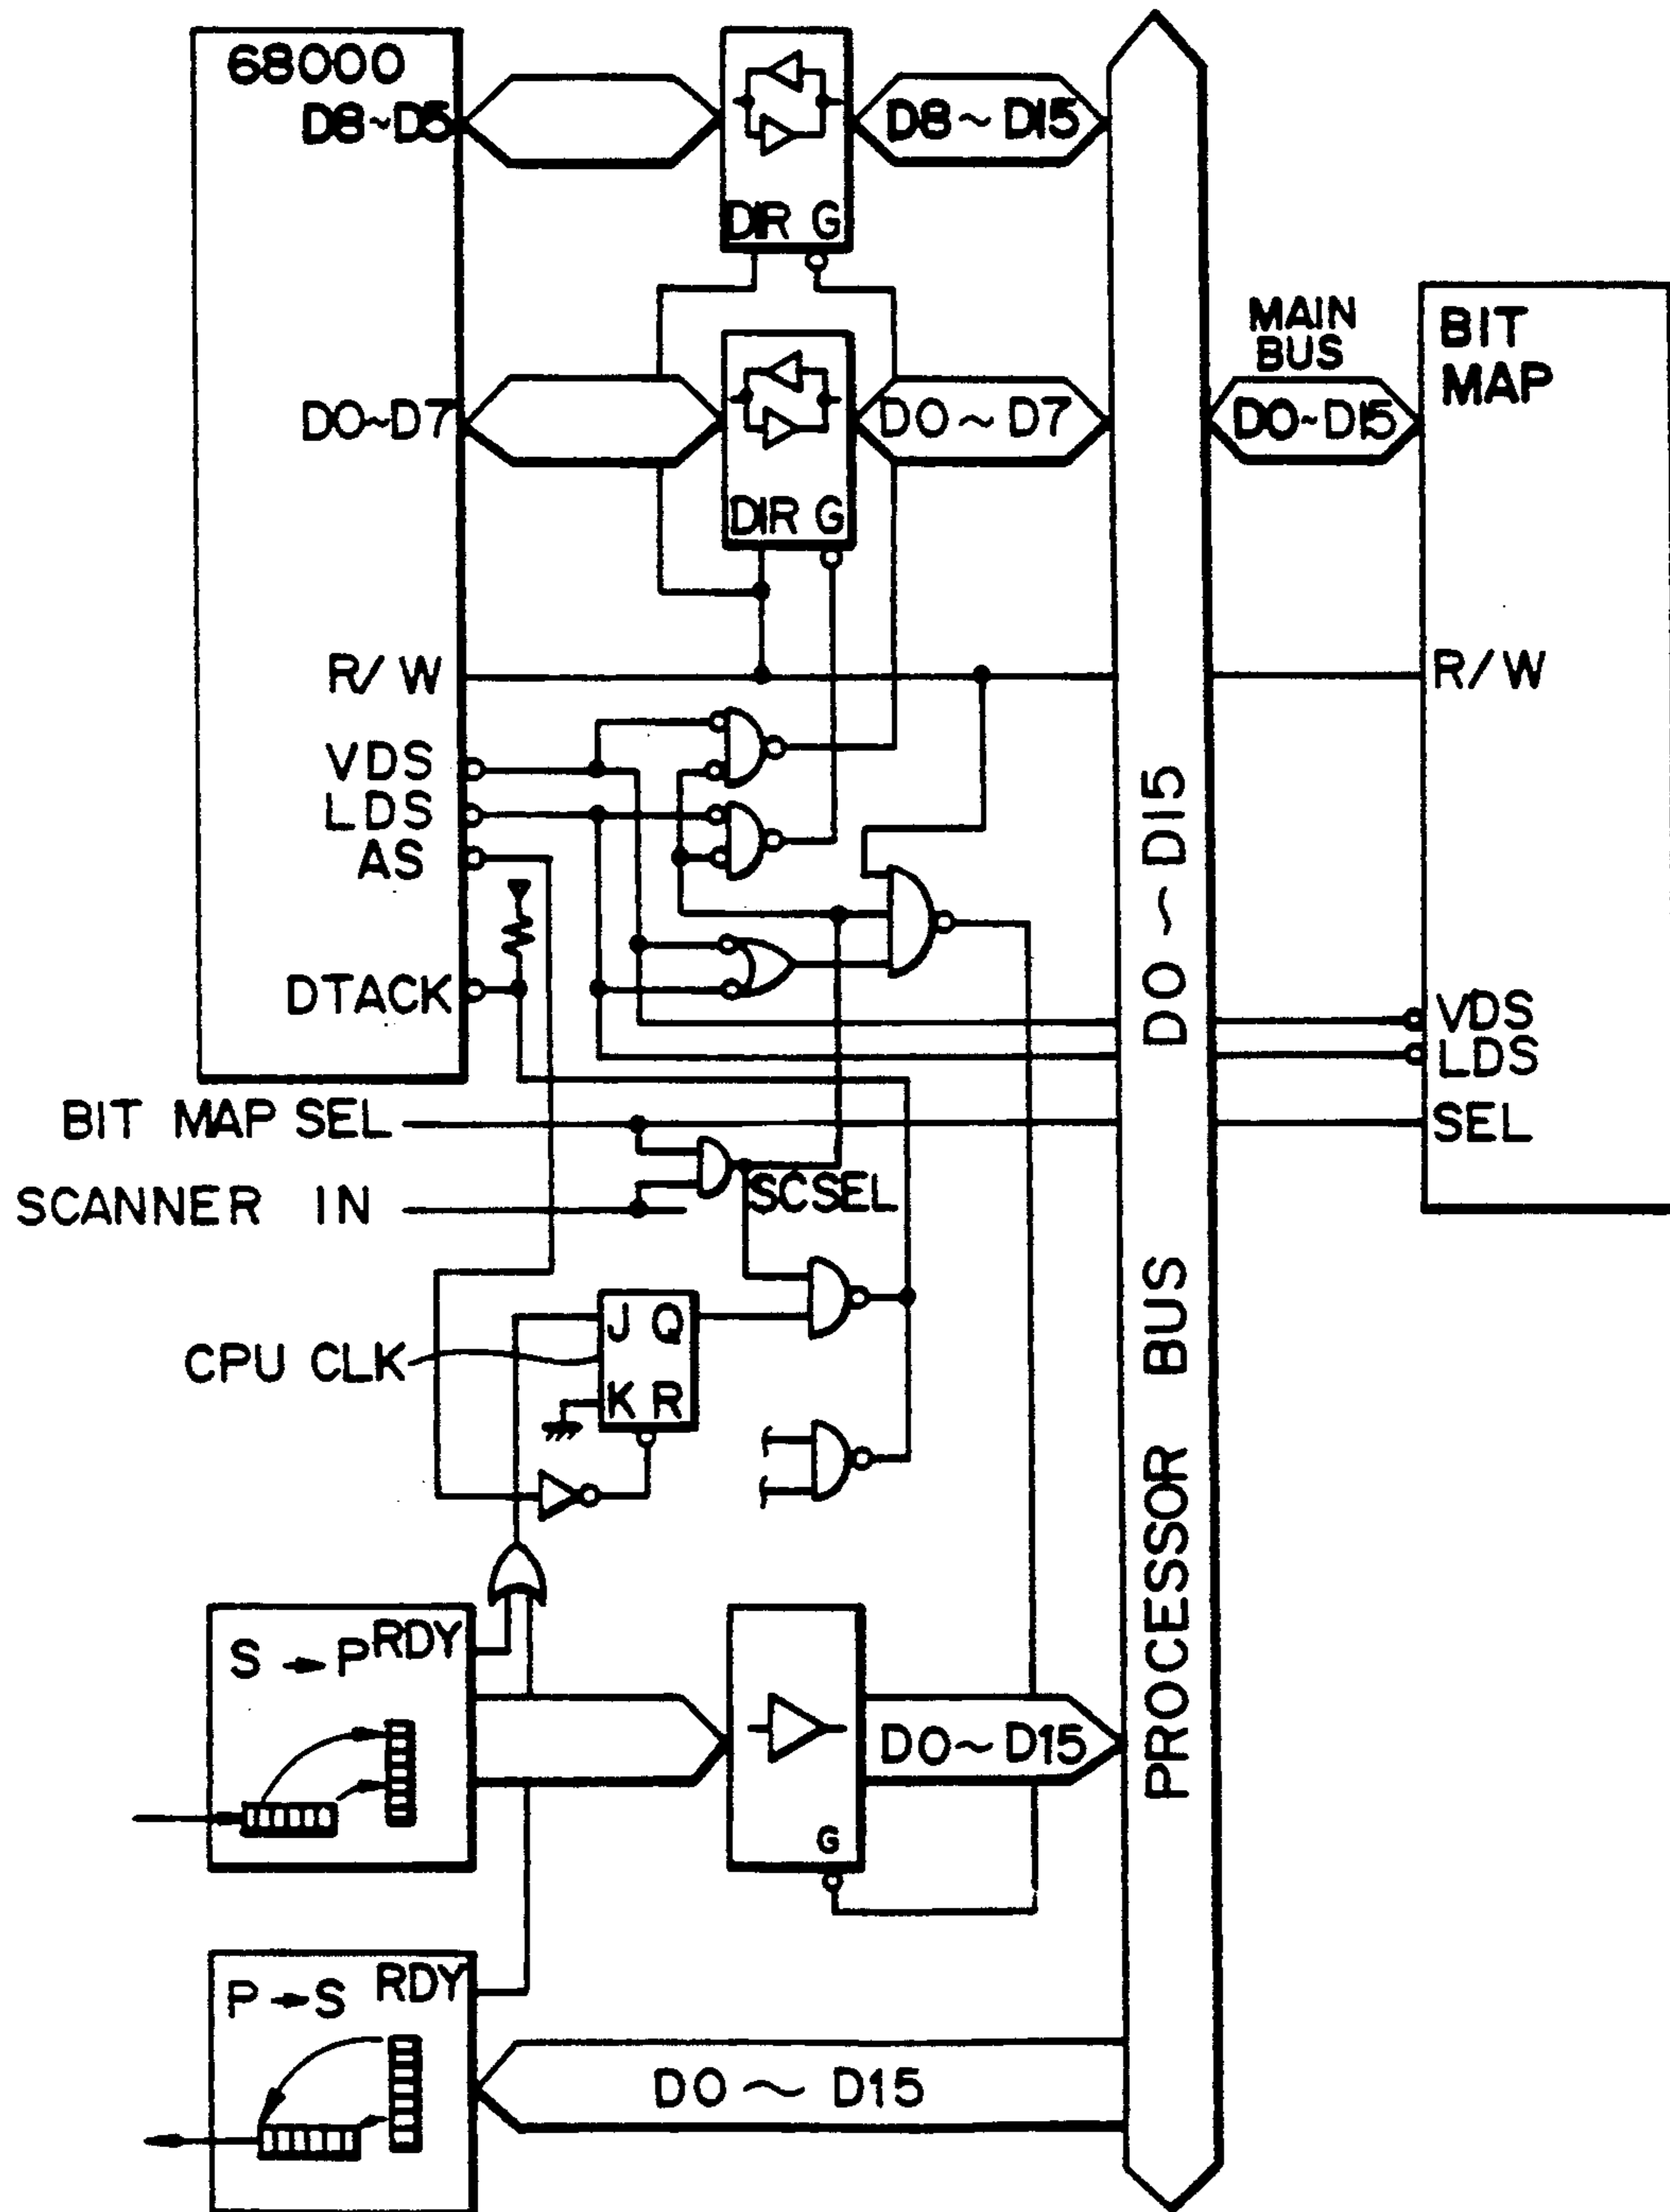 68000
D8~D5
D8~D15
DIR G
D0~D7
D0~D7
DIR G
MAIN
BUS
D0~D15
BIT
MAP
R/W
R/W
VDS
LDS
AS
DTACK
VDS
LDS
SEL
BIT MAP SEL
SCANNER IN
SCSEL
J Q
CPU CLK
K R
PROCESSOR BUS D0~D15
S → P RDY
D0~D15
G
P → S RDY
D0~D15